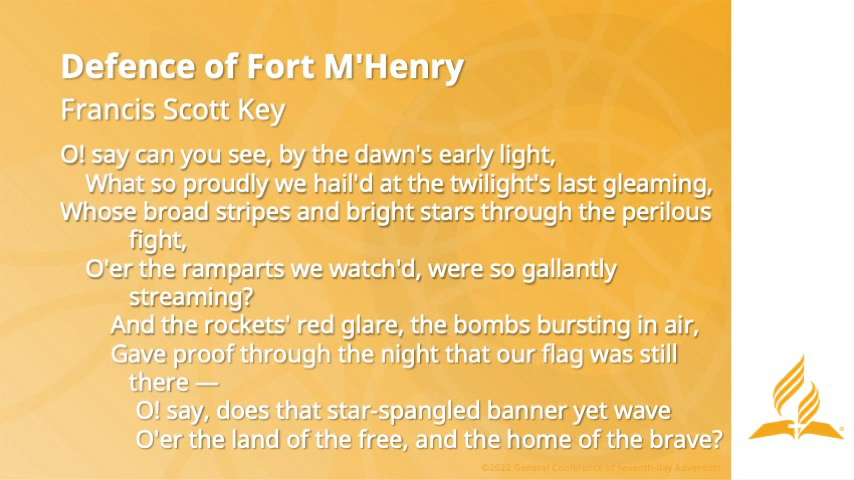 Defence of Fort M'Henry
Francis Scott Key
O! say can you see, by the dawn's early light,
What so proudly we hail'd at the twilight's last gleaming,
Whose broad stripes and bright stars through the perilous
fight,
O'er the ramparts we watch'd, were so gallantly
streaming?
And the rockets' red glare, the bombs bursting in air,
Gave proof through the night that our flag was still
there —
O! say, does that star-spangled banner yet wave
O'er the land of the free, and the home of the brave?
©2022 General Conference of Seventh-day Adventists